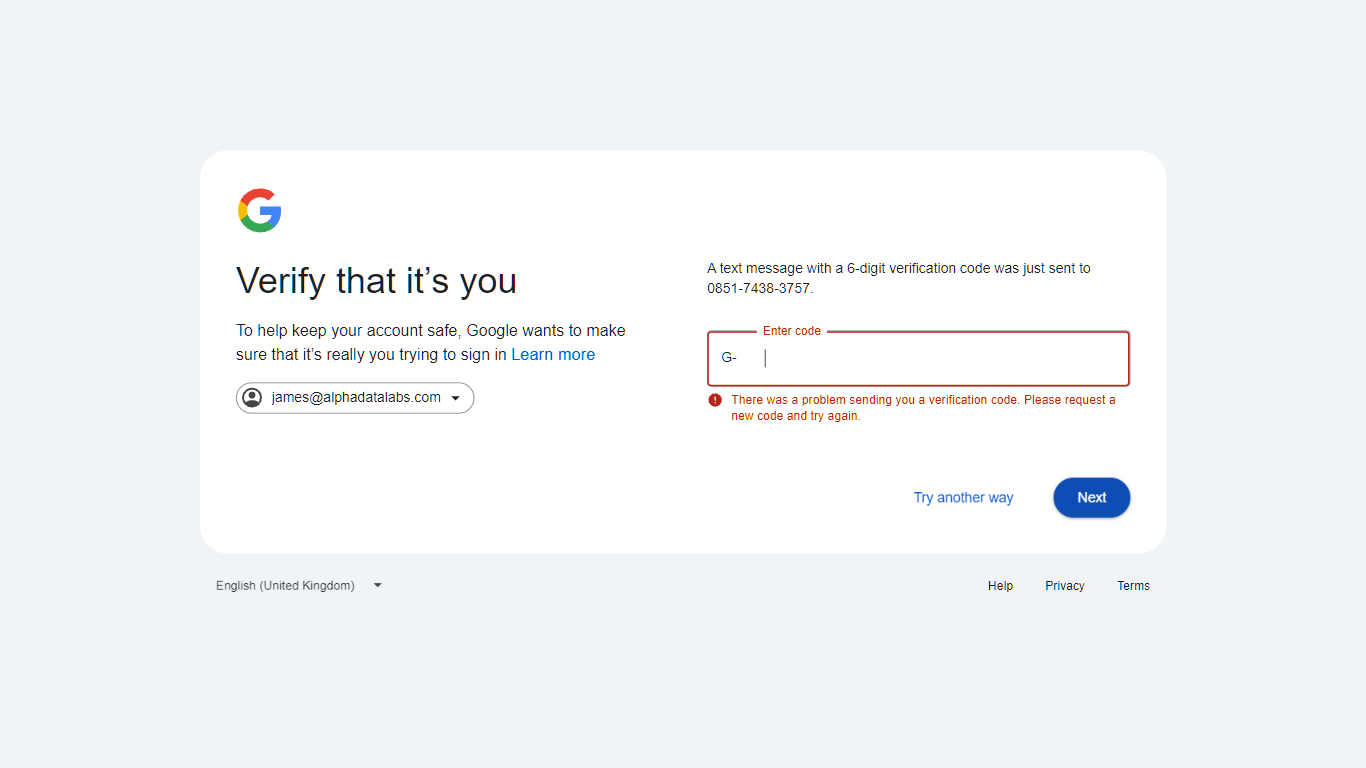 Verify that it’s you
To help keep your account safe, Google wants to make
sure that it’s really you trying to sign in Learn more
james@alphadatalabs.com
A text message with a 6-digit verification code was just sent to
0851-7438-3757.
Enter code
G-
There was a problem sending you a verification code. Please request a
new code and try again.
Try another way
Next
English (United Kingdom)
Help
Privacy
Terms